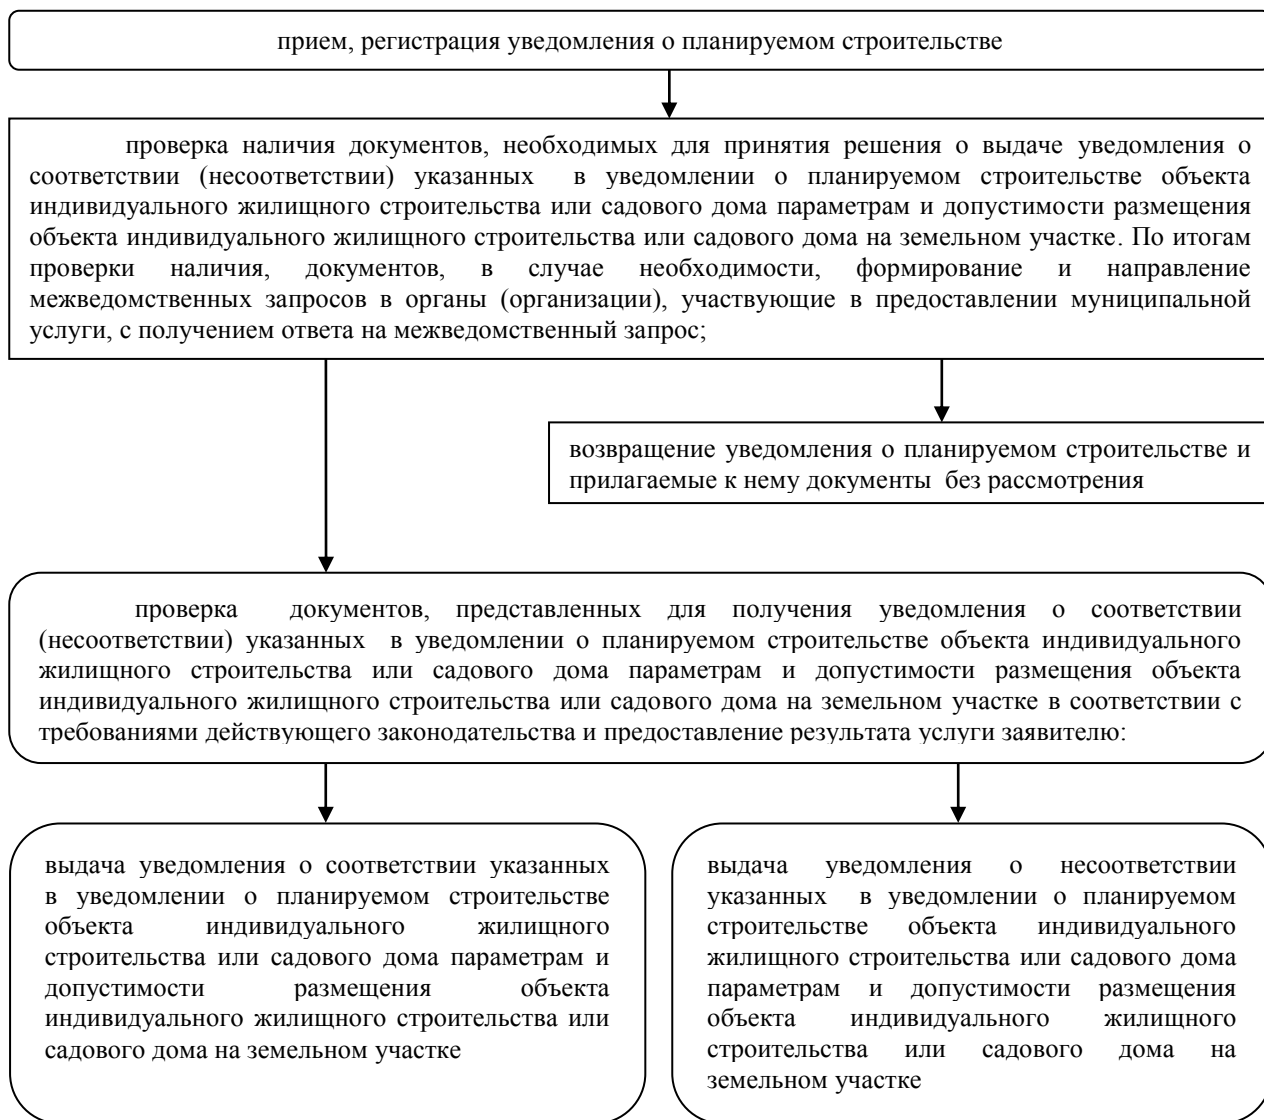 прием, регистрация уведомления о планируемом строительстве
проверка наличия документов, необходимых для принятия решения о выдаче уведомления о
соответствии (несоответствии) указанных в уведомлении о планируемом строительстве объекта
индивидуального жилищного строительства или садового дома параметрам и допустимости размещения
объекта индивидуального жилищного строительства или садового дома на земельном участке. По итогам
проверки наличия, документов, в случае необходимости, формирование и направление
межведомственных запросов в органы (организации), участвующие в предоставлении муниципальной
услуги, с получением ответа на межведомственный запрос;
возвращение уведомления о планируемом строительстве и
прилагаемые к нему документы без рассмотрения
проверка документов, представленных для получения уведомления о соответствии
(несоответствии) указанных в уведомлении о планируемом строительстве объекта индивидуального
жилищного строительства или садового дома параметрам и допустимости размещения объекта
индивидуального жилищного строительства или садового дома на земельном участке в соответствии с
требованиями действующего законодательства и предоставление результата услуги заявителю:
выдача уведомления о соответствии указанных
в уведомлении о планируемом строительстве
объекта индивидуального жилищного
строительства или садового дома параметрам и
допустимости размещения объекта
индивидуального жилищного строительства или
садового дома на земельном участке
выдача уведомления о несоответствии
указанных в уведомлении о планируемом
строительстве объекта индивидуального
жилищного строительства или садового дома
параметрам и допустимости размещения
объекта индивидуального жилищного
строительства или садового дома на
земельном участке